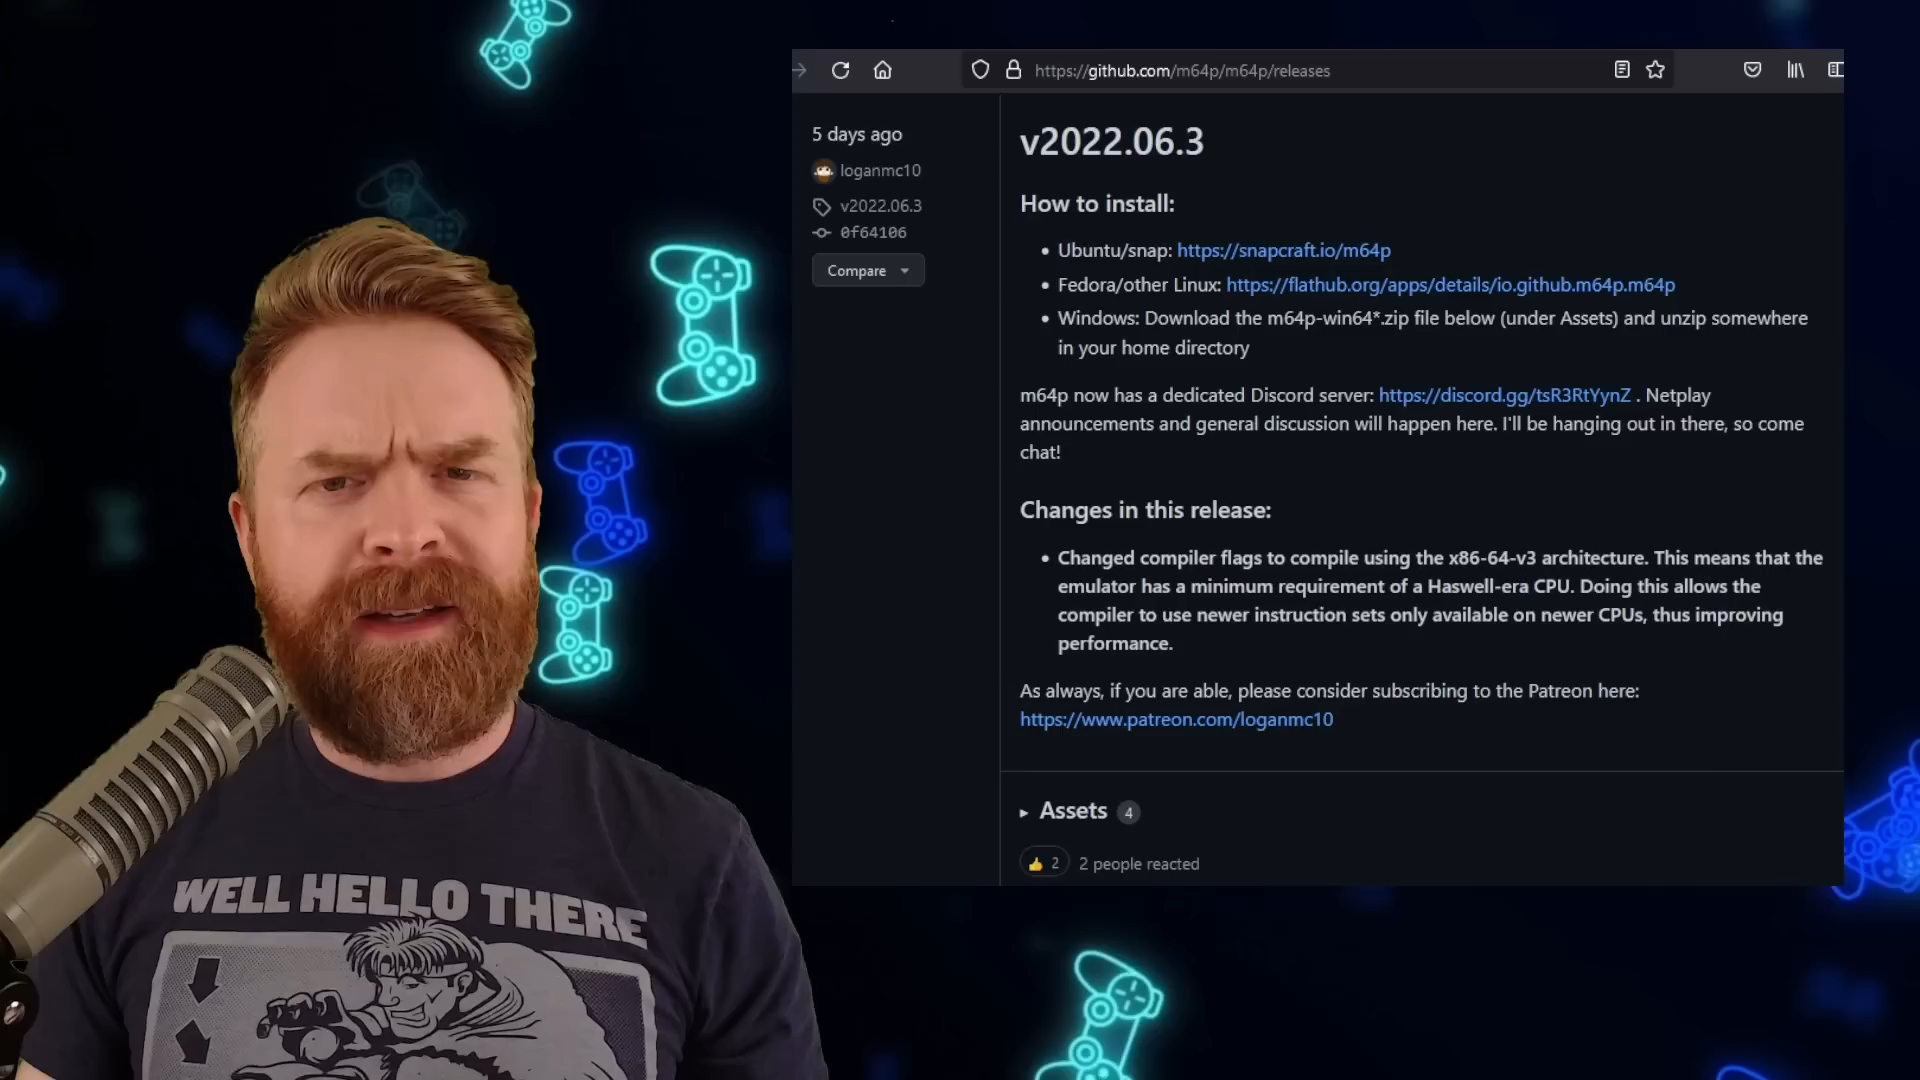 https://github.com/m64p/m64p/releases
5 days ago
loganmc10
v2022.06.3
0f64106
Compare
v2022.06.3
How to install:
• Ubuntu/snap: https://snapcraft.io/m64p
• Fedora/other Linux: https://flathub.org/apps/details/io.github.m64p.m64p
• Windows: Download the m64p-win64*.zip file below (under Assets) and unzip somewhere
in your home directory
m64p now has a dedicated Discord server: https://discord.gg/tsR3RtYynZ . Netplay
announcements and general discussion will happen here. I'll be hanging out in there, so come
chat!
Changes in this release:
• Changed compiler flags to compile using the x86-64-v3 architecture. This means that the
emulator has a minimum requirement of a Haswell-era CPU. Doing this allows the
compiler to use newer instruction sets only available on newer CPUs, thus improving
performance.
As always, if you are able, please consider subscribing to the Patreon here:
https://www.patreon.com/loganmc10
Assets 4
👍 2 2 people reacted
WELL HELLO THERE